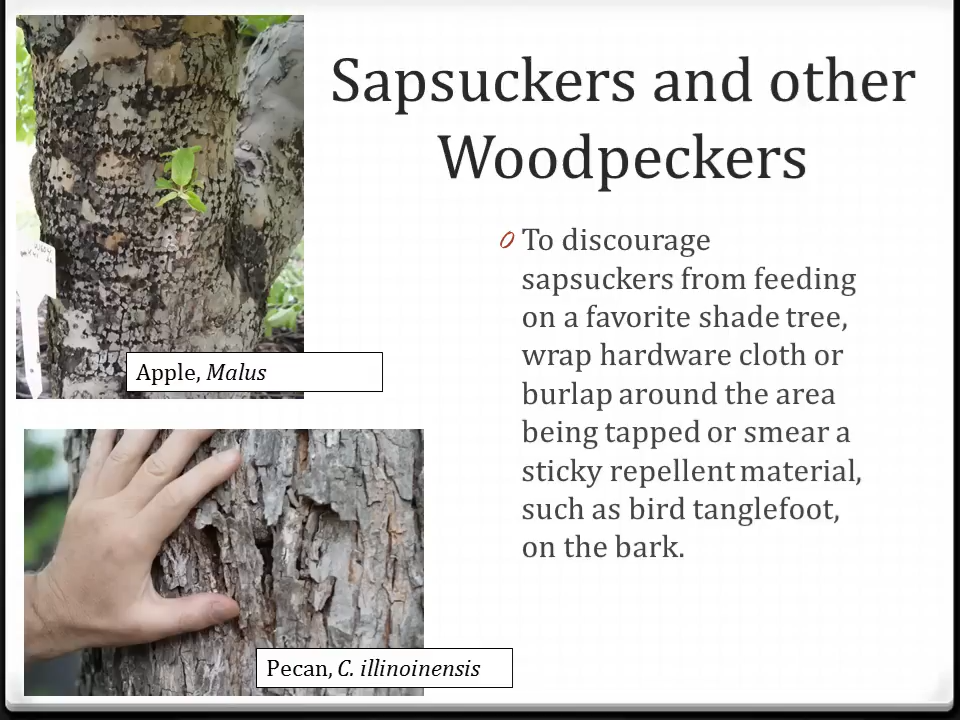 Sapsuckers and other
Woodpeckers
To discourage
sapsuckers from feeding
on a favorite shade tree,
wrap hardware cloth or
burlap around the area
being tapped or smear a
sticky repellent material,
such as bird tanglefoot,
on the bark.
Apple, Malus
Pecan, C. illinoinensis